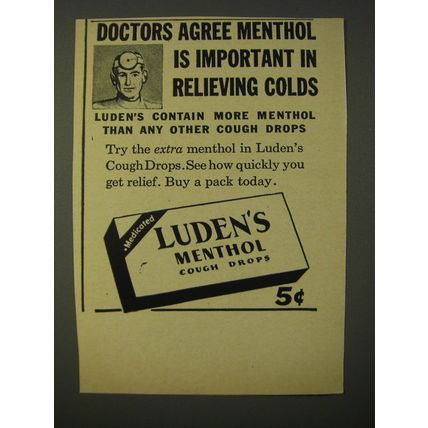 DOCTORS AGREE MENTHOL
IS IMPORTANT IN
RELIEVING COLDS
LUDEN'S CONTAIN MORE MENTHOL
THAN ANY OTHER COUGH DROPS
Try the extra menthol in Luden's
Cough Drops. See how quickly you
get relief. Buy a pack today.
•Medicated
LUDEN'S
MENTHOL
COUGH DROPS
5¢